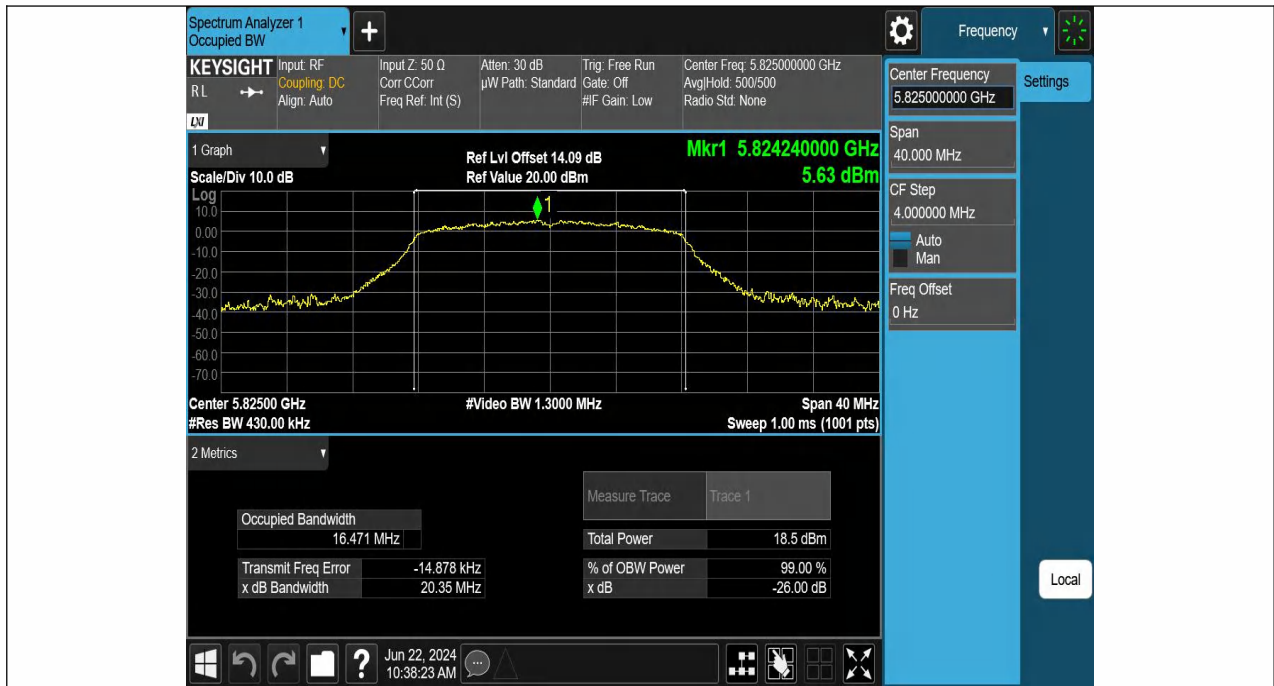 Spectrum Analyzer 1
Occupied BW
+
Frequency
KEYSIGHT
R L
LXI
Input: RF
Coupling: DC
Align: Auto
Input Z: 50 Ω
Corr CCorr
Freq Ref: Int (S)
Atten: 30 dB
µW Path: Standard
Trig: Free Run
Gate: Off
#IF Gain: Low
Center Freq: 5.825000000 GHz
Avg|Hold: 500/500
Radio Std: None
Center Frequency
5.825000000 GHz
Settings
Span
40.000 MHz
CF Step
4.000000 MHz
Auto
Man
Freq Offset
0 Hz
Local
1 Graph
Scale/Div 10.0 dB
Ref Lvl Offset 14.09 dB
Ref Value 20.00 dBm
Mkr1 5.824240000 GHz
5.63 dBm
Log
1
10.0
0.00
-10.0
-20.0
-30.0
-40.0
-50.0
-60.0
-70.0
Center 5.82500 GHz
#Res BW 430.00 kHz
#Video BW 1.3000 MHz
Span 40 MHz
Sweep 1.00 ms (1001 pts)
2 Metrics
Measure Trace Trace 1
Occupied Bandwidth
16.471 MHz
Total Power 18.5 dBm
Transmit Freq Error -14.878 kHz
% of OBW Power 99.00 %
x dB Bandwidth 20.35 MHz
x dB -26.00 dB
?
Jun 22, 2024
10:38:23 AM